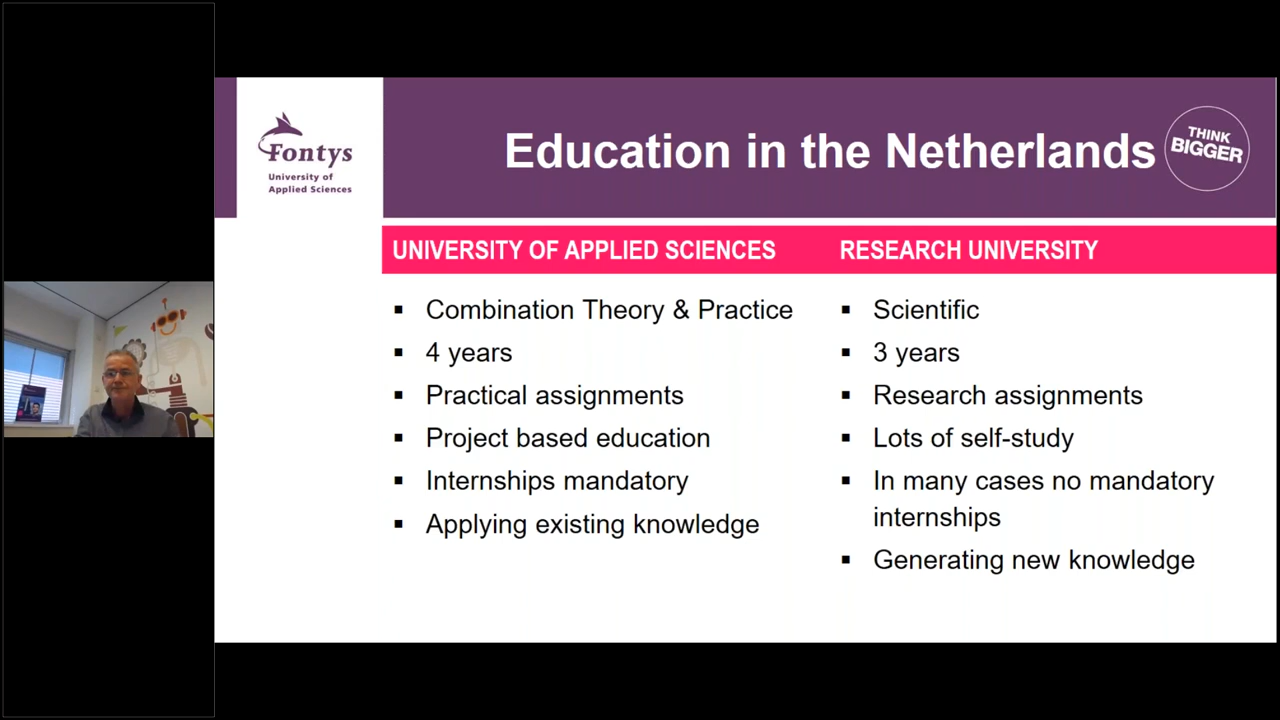 Fontys
University of
Applied Sciences
Education in the Netherlands
THINK
BIGGER
UNIVERSITY OF APPLIED SCIENCES
▪ Combination Theory & Practice
▪ 4 years
▪ Practical assignments
▪ Project based education
▪ Internships mandatory
▪ Applying existing knowledge
RESEARCH UNIVERSITY
▪ Scientific
▪ 3 years
▪ Research assignments
▪ Lots of self-study
▪ In many cases no mandatory
internships
▪ Generating new knowledge